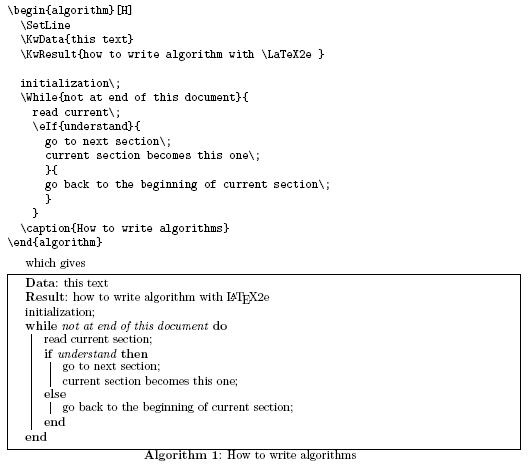 \begin{algorithm}[H]
\SetLine
\KwData{this text}
\KwResult{how to write algorithm with \LaTeX2e }
initialization\;
\While{not at end of this document}{
read current\;
\eIf{understand}{
go to next section\;
current section becomes this one\;
}{
go back to the beginning of current section\;
}
}
\caption{How to write algorithms}
\end{algorithm}
which gives
Data: this text
Result: how to write algorithm with LATEX2e
initialization;
while not at end of this document do
read current section;
if understand then
go to next section;
current section becomes this one;
else
go back to the beginning of current section;
end
end
Algorithm 1: How to write algorithms